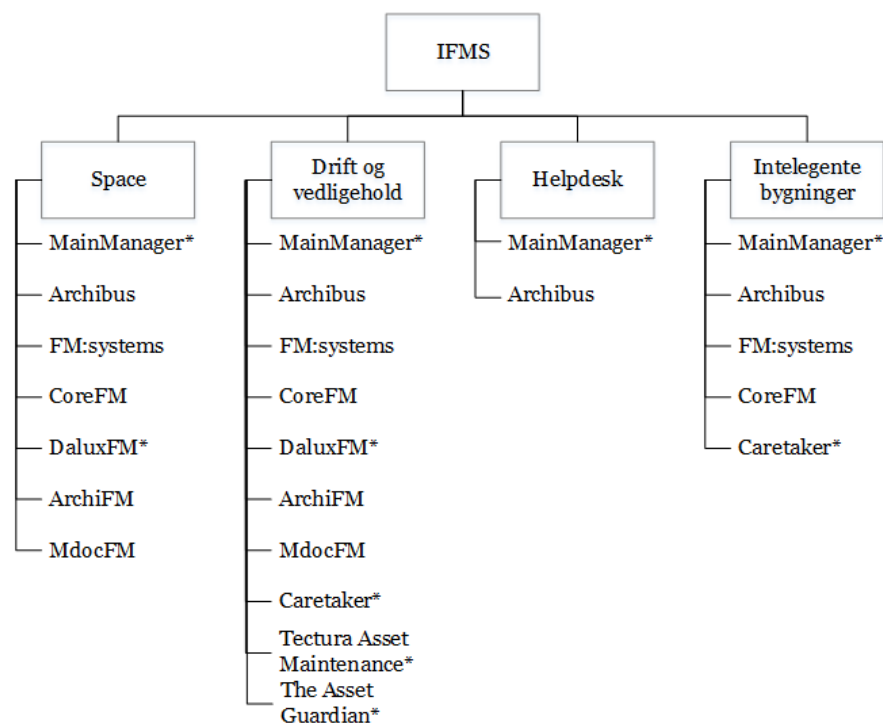 IFMS
Space
MainManager*
Archibus
FM:systems
CoreFM
DaluxFM*
ArchiFM
MdocFM
Drift og
vedligehold
MainManager*
Archibus
FM:systems
CoreFM
DaluxFM*
ArchiFM
MdocFM
Caretaker*
Tectura Asset
Maintenance*
The Asset
Guardian*
Helpdesk
MainManager*
Archibus
Intelegente
bygninger
MainManager*
Archibus
FM:systems
CoreFM
Caretaker*